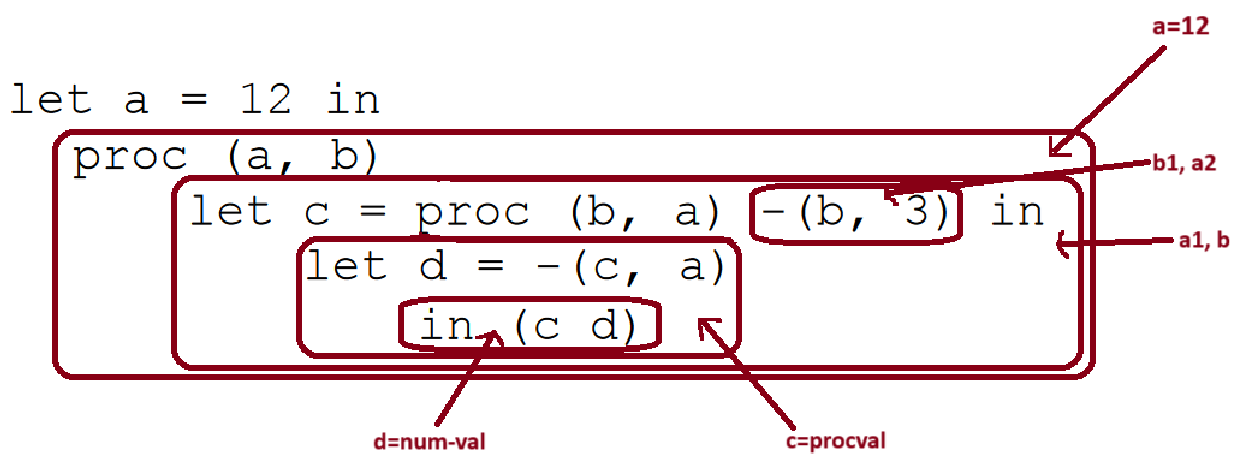 a=12
let a = 12 in
proc (a, b)
b1, a2
let c = proc (b, a) -(b, 3) in
a1, b
let d = -(c, a)
in (c d)
d=num-val
c=procval